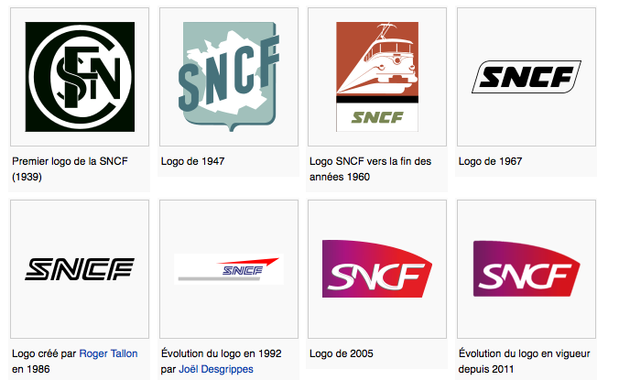 SNCF
SNCF
SNCF
SNCF
Premier logo de la SNCF
(1939)
Logo de 1947
Logo SNCF vers la fin des
années 1960
Logo de 1967
SNCF
SNCF
SNCF
SNCF
Logo créé par Roger Tallon
en 1986
Évolution du logo en 1992
par Joël Desgrippes
Logo de 2005
Évolution du logo en vigueur
depuis 2011